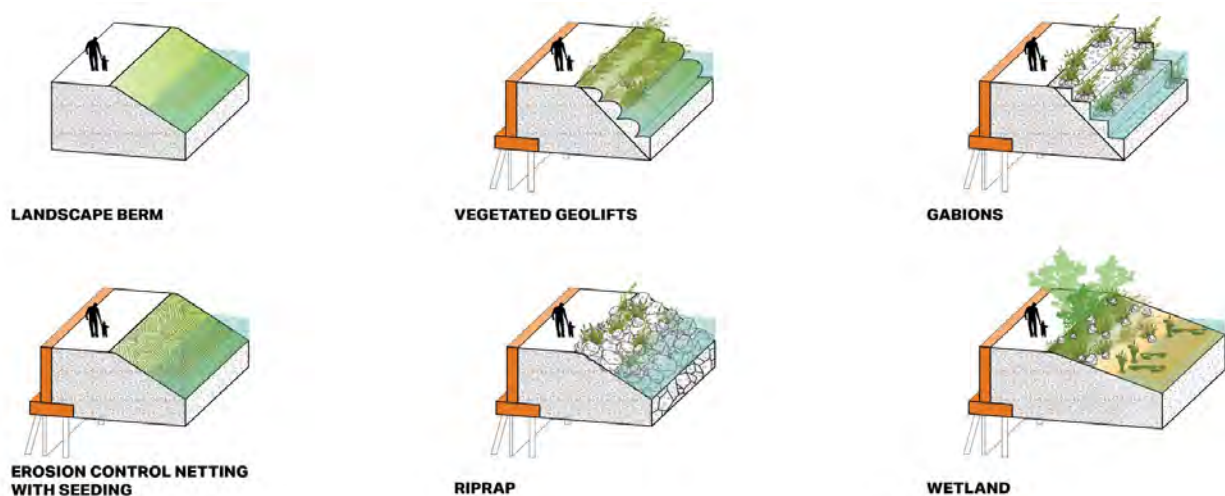 LANDSCAPE BERM
VEGETATED GEOLIFTS
GABIONS
EROSION CONTROL NETTING
WITH SEEDING
RIPRAP
WETLAND